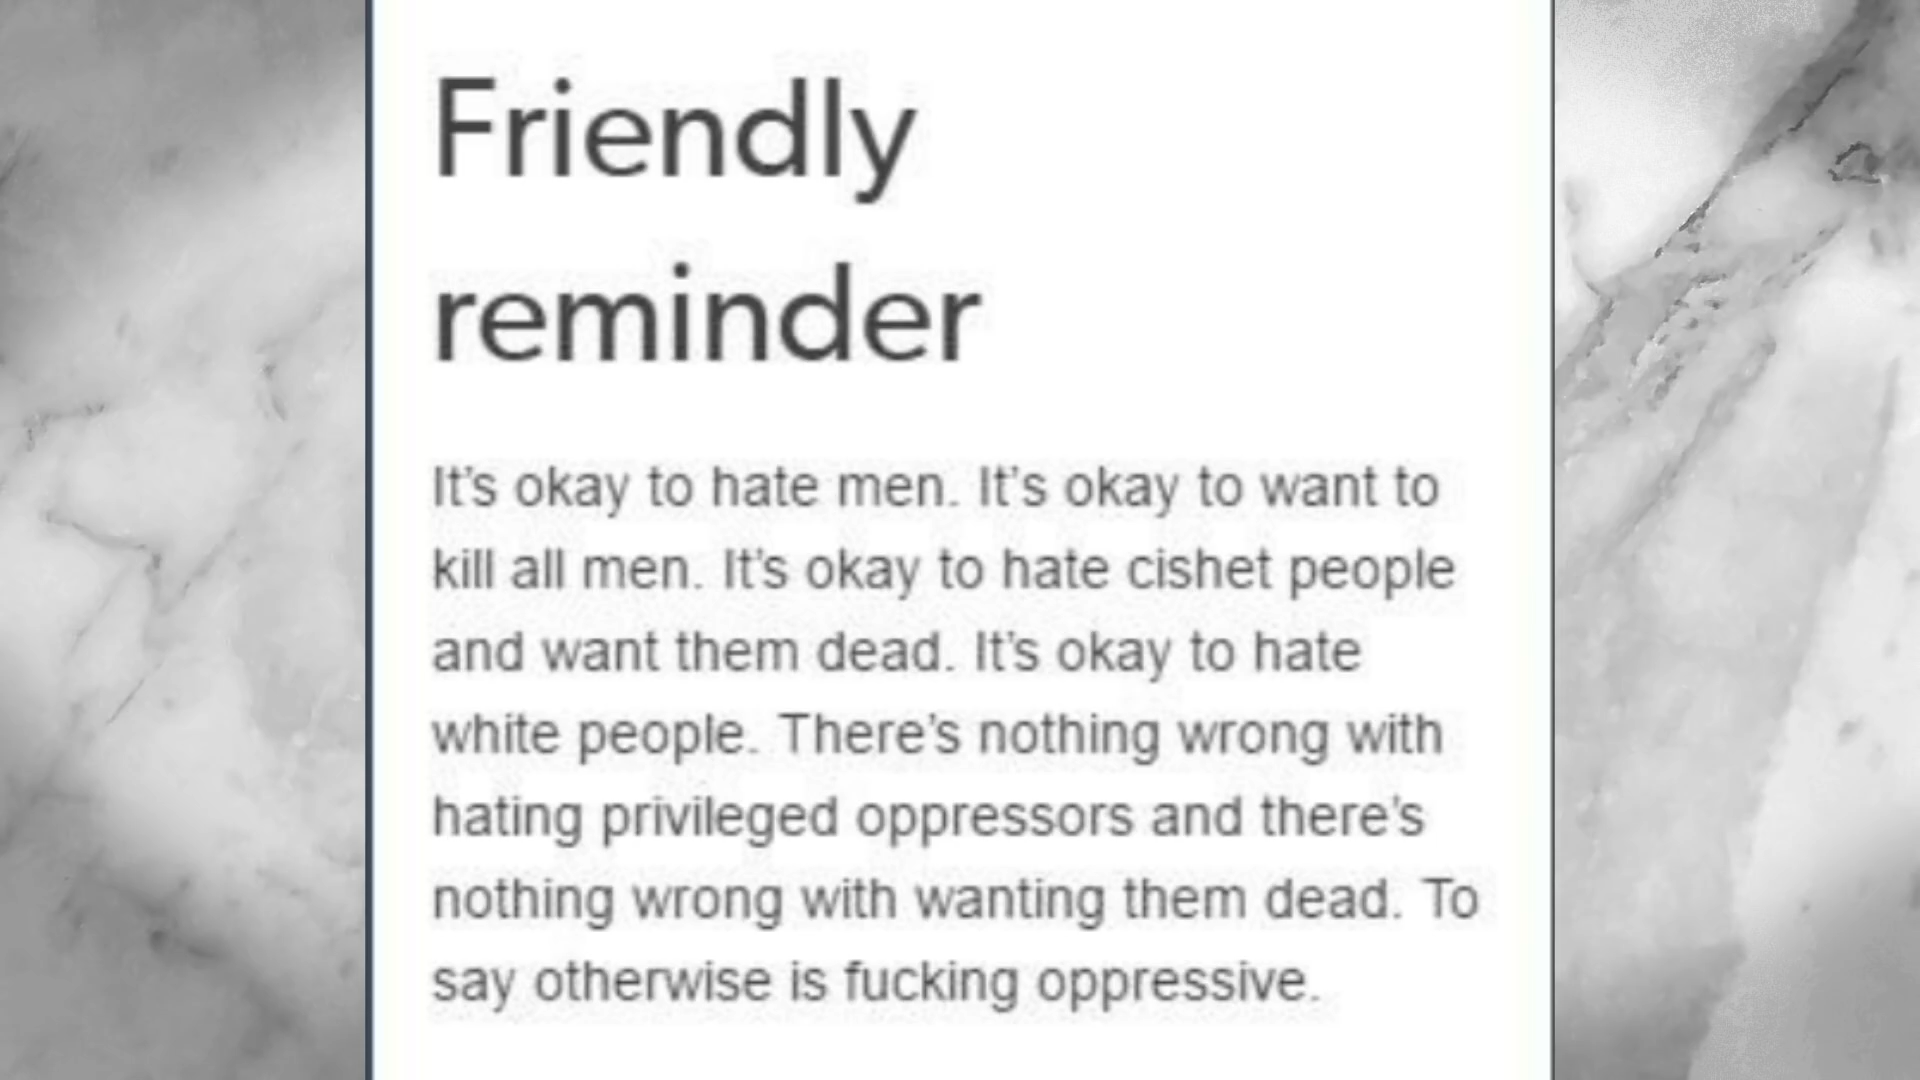 Friendly
reminder
It’s okay to hate men. It’s okay to want to
kill all men. It’s okay to hate cishet people
and want them dead. It’s okay to hate
white people. There’s nothing wrong with
hating privileged oppressors and there’s
nothing wrong with wanting them dead. To
say otherwise is fucking oppressive.